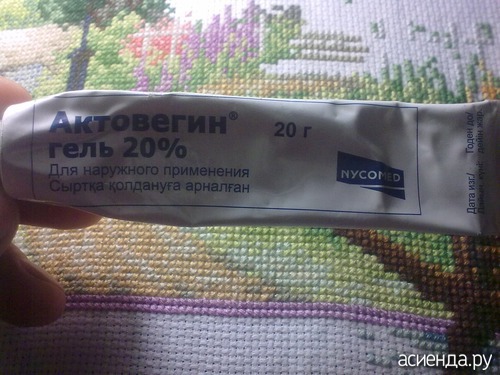 Актовегин®
гель 20%
20 г
Для наружного применения
Сыртқа қолдануға арналған
NYCOMED
Дата изг/
Годен до/
асиенда.ру